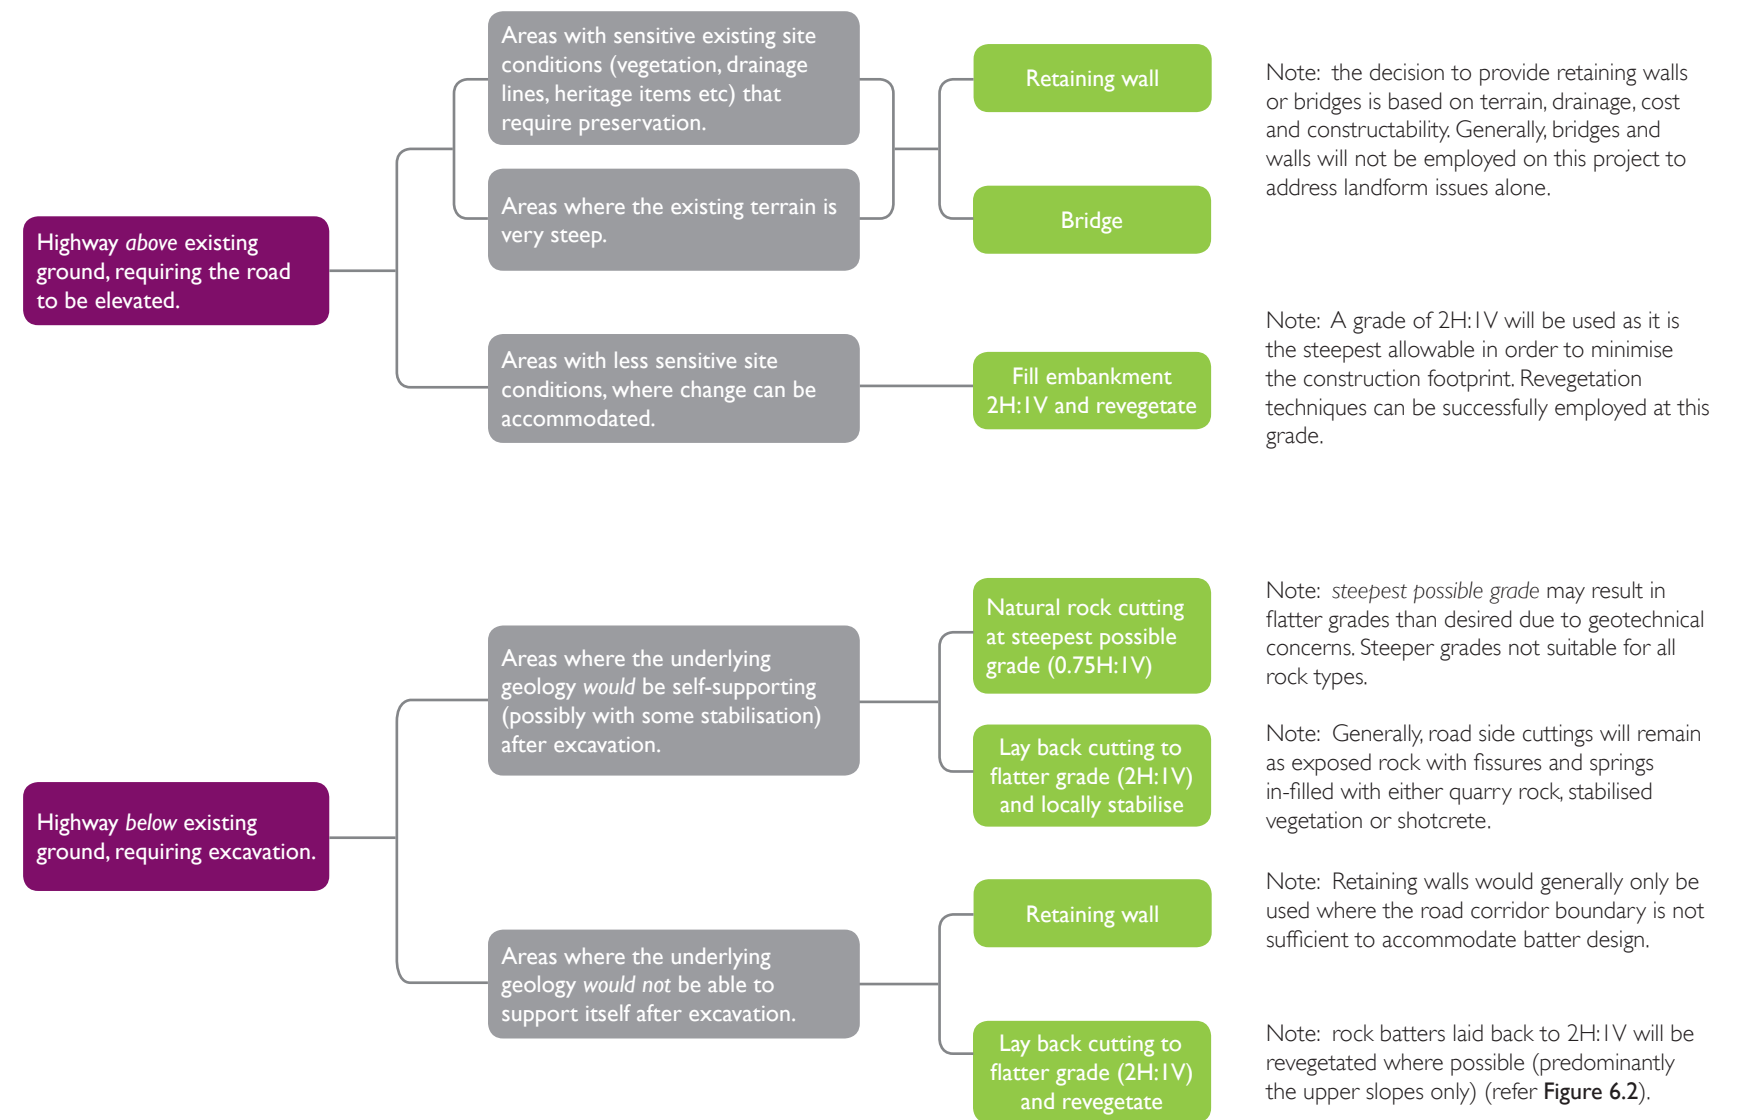 Highway above existing
ground, requiring the road
to be elevated.
Areas with sensitive existing site
conditions (vegetation, drainage
lines, heritage items etc) that
require preservation.
Areas where the existing terrain is
very steep.
Areas with less sensitive site
conditions, where change can be
accommodated.
Retaining wall
Bridge
Fill embankment
2H:1V and revegetate
Note: the decision to provide retaining walls
or bridges is based on terrain, drainage, cost
and constructability. Generally, bridges and
walls will not be employed on this project to
address landform issues alone.
Note: A grade of 2H:1V will be used as it is
the steepest allowable in order to minimise
the construction footprint. Revegetation
techniques can be successfully employed at this
grade.
Highway below existing
ground, requiring excavation.
Areas where the underlying
geology would be self-supporting
(possibly with some stabilisation)
after excavation.
Areas where the underlying
geology would not be able to
support itself after excavation.
Natural rock cutting
at steepest possible
grade (0.75H:1V)
Lay back cutting to
flatter grade (2H:1V)
and locally stabilise
Retaining wall
Lay back cutting to
flatter grade (2H:1V)
and revegetate
Note: steepest possible grade may result in
flatter grades than desired due to geotechnical
concerns. Steeper grades not suitable for all
rock types.
Note: Generally, road side cuttings will remain
as exposed rock with fissures and springs
in-filled with either quarry rock, stabilised
vegetation or shotcrete.
Note: Retaining walls would generally only be
used where the road corridor boundary is not
sufficient to accommodate batter design.
Note: rock batters laid back to 2H:1V will be
revegetated where possible (predominantly
the upper slopes only) (refer Figure 6.2).